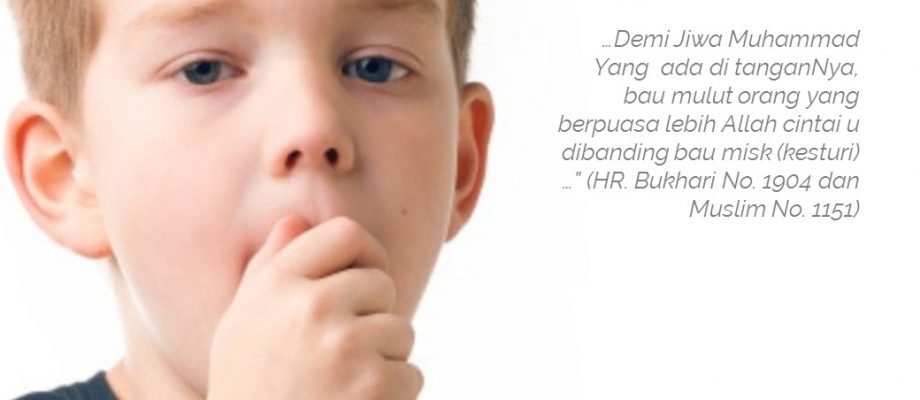 …Demi Jiwa Muhammad
Yang  ada di tanganNya,
bau mulut orang yang
berpuasa lebih Allah cintai u
dibanding bau misk (kesturi)
…” (HR. Bukhari No. 1904 dan
Muslim No. 1151)